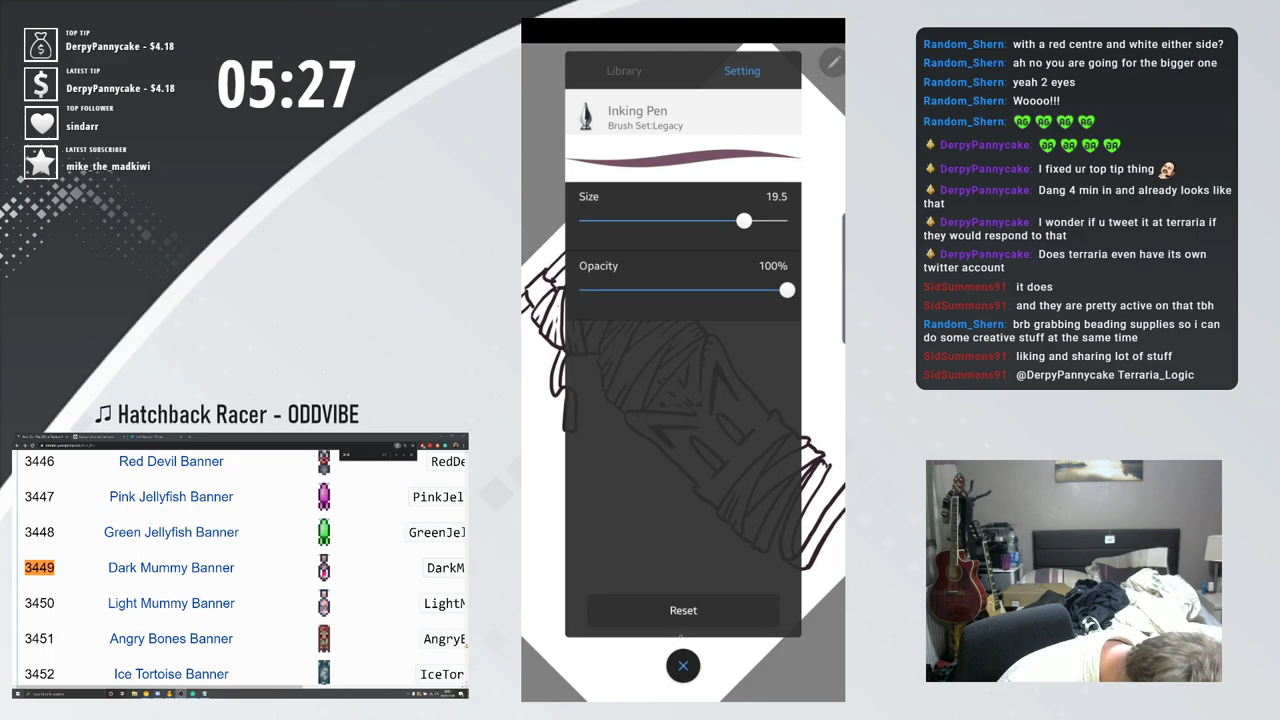 TOP TIP
DerpyPannycake - $4.18
LATEST TIP
DerpyPannycake - $4.18
TOP FOLLOWER
sindarr
LATEST SUBSCRIBER
mike_the_madkiwi
05:27
♫ Hatchback Racer - ODDVIBE
3446 Red Devil Banner RedDe
3447 Pink Jellyfish Banner PinkJel
3448 Green Jellyfish Banner GreenJel
3449 Dark Mummy Banner DarkM
3450 Light Mummy Banner LightM
3451 Angry Bones Banner AngryB
3452 Ice Tortoise Banner IceTor
Library Setting
Inking Pen
Brush Set:Legacy
Size 19.5
Opacity 100%
Reset
Random_Shern: with a red centre and white either side?
Random_Shern: ah no you are going for the bigger one
Random_Shern: yeah 2 eyes
Random_Shern: Woooo!!!
Random_Shern:
DerpyPannycake:
DerpyPannycake: I fixed ur top tip thing
DerpyPannycake: Dang 4 min in and already looks like
that
DerpyPannycake: I wonder if u tweet it at terraria if
they would respond to that
DerpyPannycake: Does terraria even have its own
twitter account
SidSummons91: it does
SidSummons91: and they are pretty active on that tbh
Random_Shern: brb grabbing beading supplies so i can
do some creative stuff at the same time
SidSummons91: liking and sharing lot of stuff
SidSummons91: @DerpyPannycake Terraria_Logic